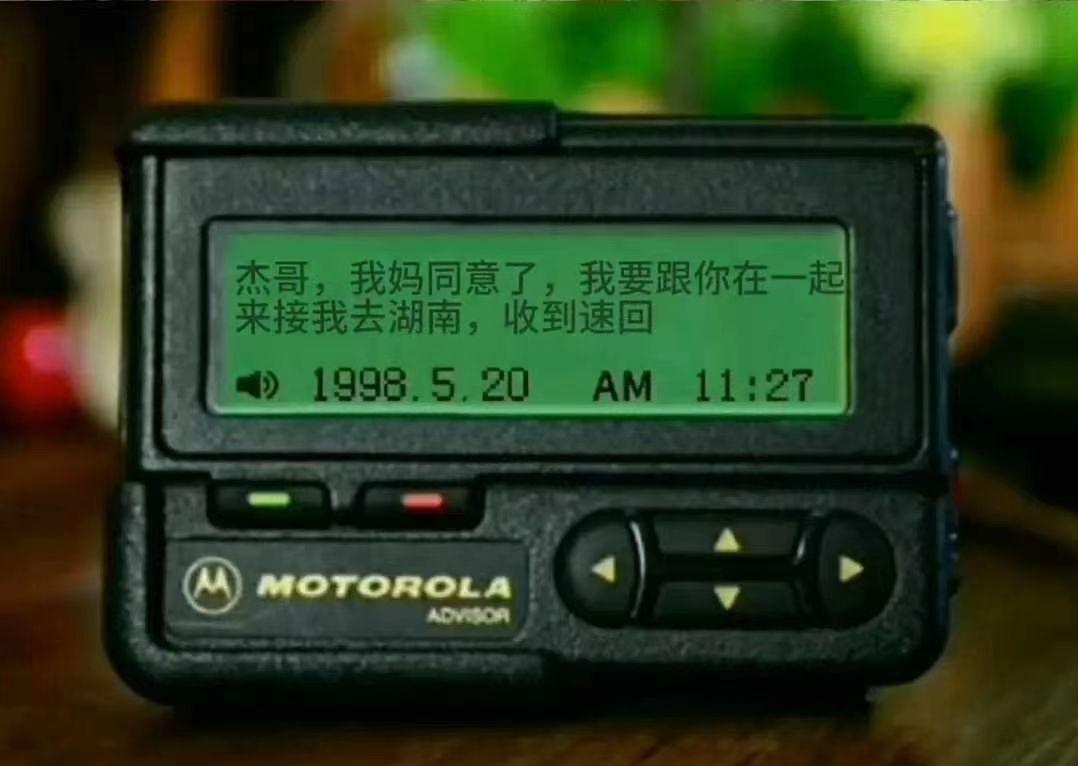 杰哥，我妈同意了，我要跟你在一起
来接我去湖南，收到速回
1998.5.20 AM 11:27
MOTOROLA
ADVISOR